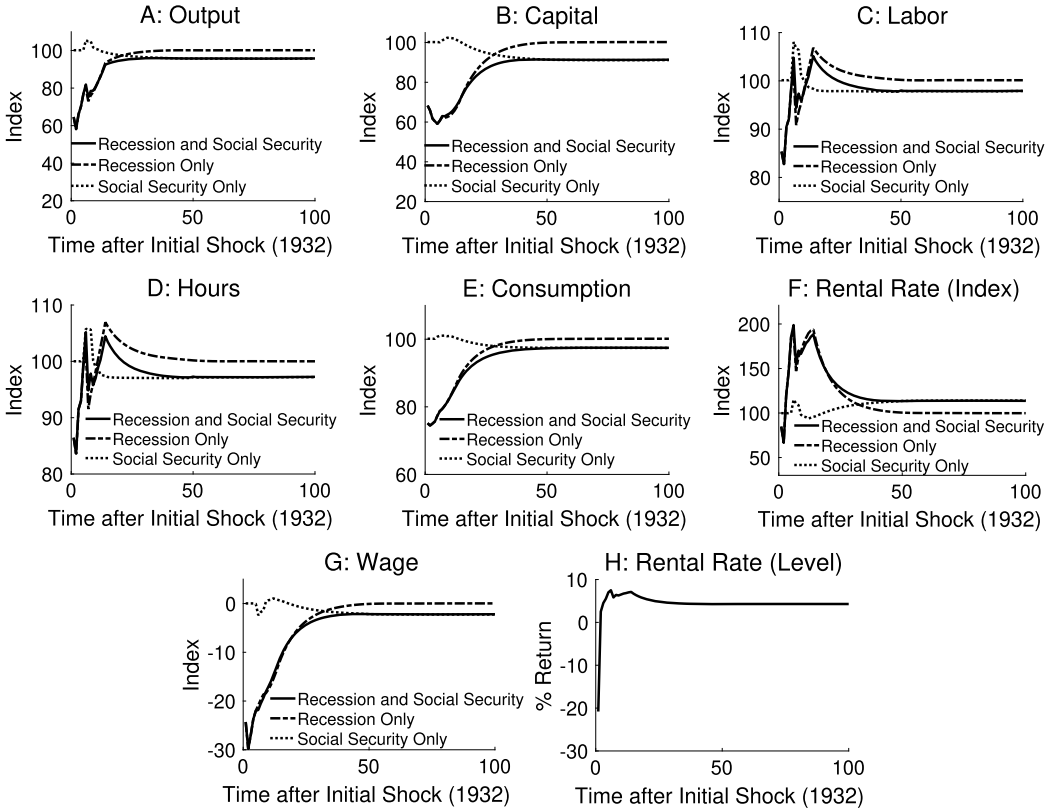 A: Output
100
80
60
40
20
Index
Recession and Social Security
Recession Only
Social Security Only
0
50
100
Time after Initial Shock (1932)
B: Capital
100
80
60
40
20
Index
Recession and Social Security
Recession Only
Social Security Only
0
50
100
Time after Initial Shock (1932)
C: Labor
110
100
90
80
Index
Recession and Social Security
Recession Only
Social Security Only
0
50
100
Time after Initial Shock (1932)
D: Hours
110
100
90
80
Index
Recession and Social Security
Recession Only
Social Security Only
0
50
100
Time after Initial Shock (1932)
E: Consumption
100
80
60
Index
Recession and Social Security
Recession Only
Social Security Only
0
50
100
Time after Initial Shock (1932)
F: Rental Rate (Index)
200
150
100
50
Index
Recession and Social Security
Recession Only
Social Security Only
0
50
100
Time after Initial Shock (1932)
G: Wage
0
-10
-20
-30
Index
Recession and Social Security
Recession Only
Social Security Only
0
50
100
Time after Initial Shock (1932)
H: Rental Rate (Level)
10
0
-10
-20
-30
% Return
0
50
100
Time after Initial Shock (1932)